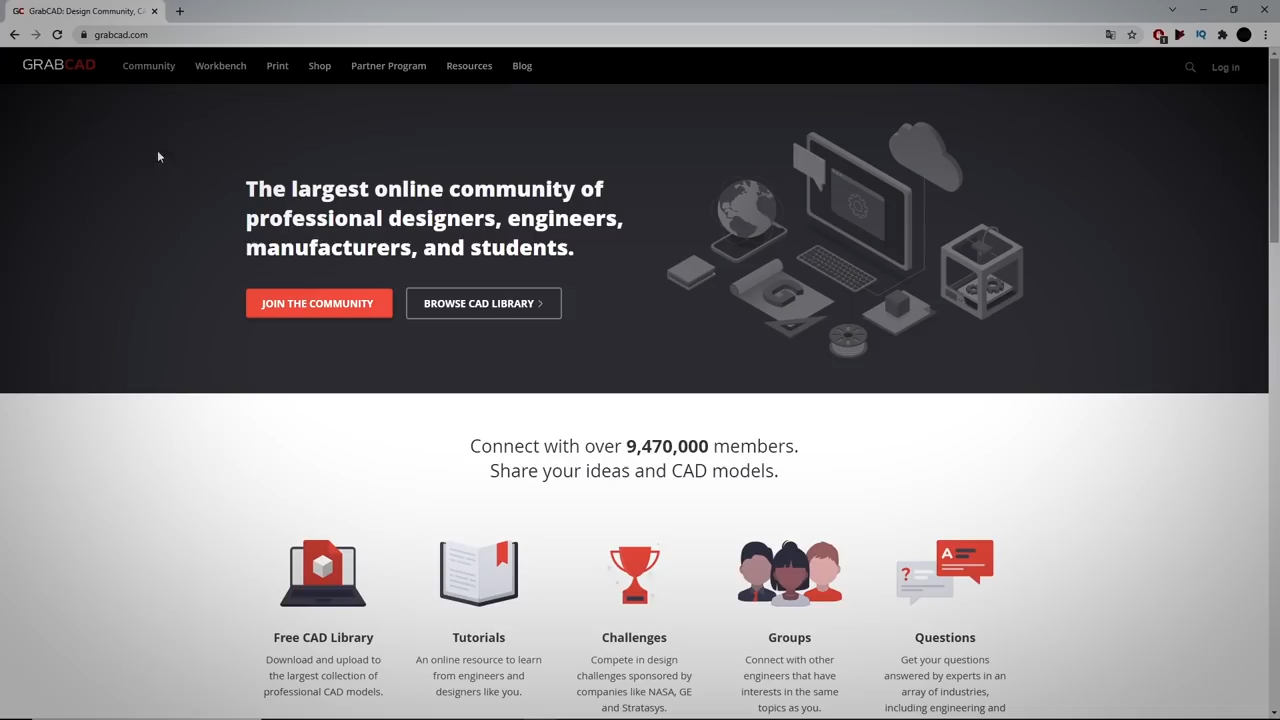 GC GrabCAD: Design Community, CA
grabcad.com
1
GRABCAD Community Workbench Print Shop Partner Program Resources Blog Log in
The largest online community of
professional designers, engineers,
manufacturers, and students.
JOIN THE COMMUNITY BROWSE CAD LIBRARY
Connect with over 9,470,000 members.
Share your ideas and CAD models.
Free CAD Library
Download and upload to
the largest collection of
professional CAD models.
Tutorials
An online resource to learn
from engineers and
designers like you.
Challenges
Compete in design
challenges sponsored by
companies like NASA, GE
and Stratasys.
Groups
Connect with other
engineers that have
interests in the same
topics as you.
Questions
Get your questions
answered by experts in an
array of industries,
including engineering and